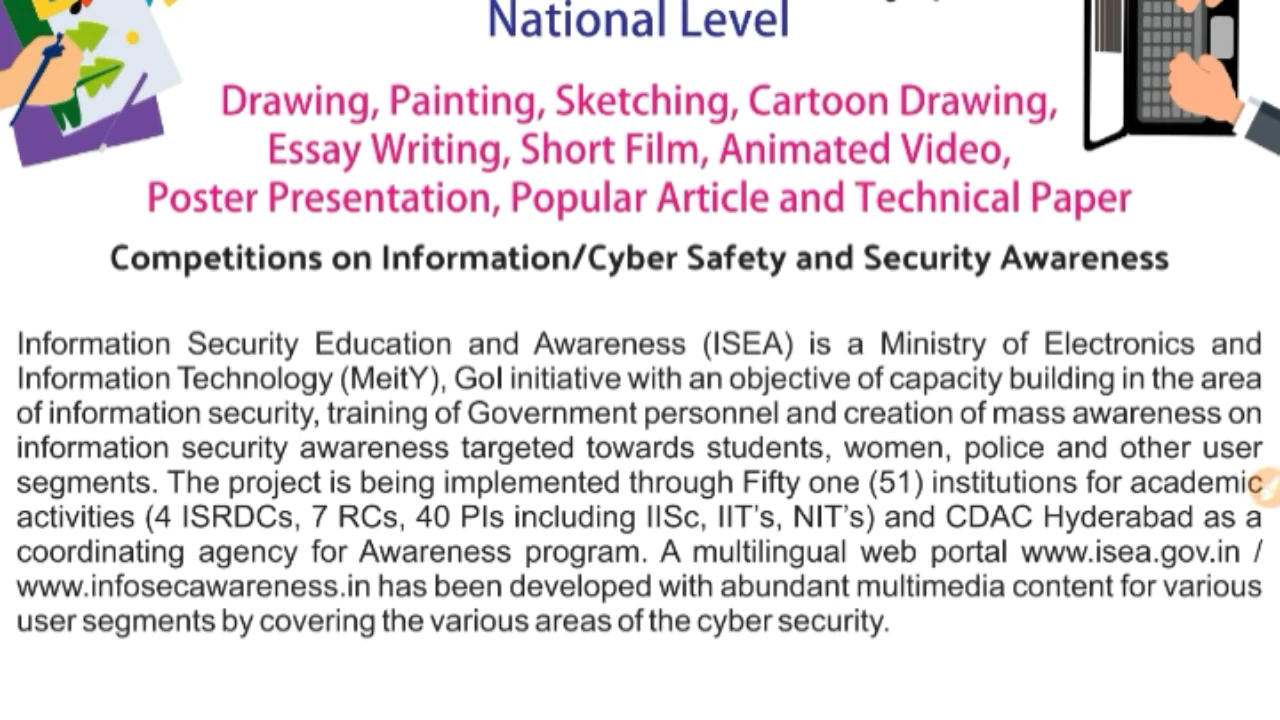 National Level
Drawing, Painting, Sketching, Cartoon Drawing,
Essay Writing, Short Film, Animated Video,
Poster Presentation, Popular Article and Technical Paper
Competitions on Information/Cyber Safety and Security Awareness
Information Security Education and Awareness (ISEA) is a Ministry of Electronics and
Information Technology (MeitY), GoI initiative with an objective of capacity building in the area
of information security, training of Government personnel and creation of mass awareness on
information security awareness targeted towards students, women, police and other user
segments. The project is being implemented through Fifty one (51) institutions for academic
activities (4 ISRDCs, 7 RCs, 40 PIs including IISc, IIT's, NIT's) and CDAC Hyderabad as a
coordinating agency for Awareness program. A multilingual web portal www.isea.gov.in /
www.infosecawareness.in has been developed with abundant multimedia content for various
user segments by covering the various areas of the cyber security.